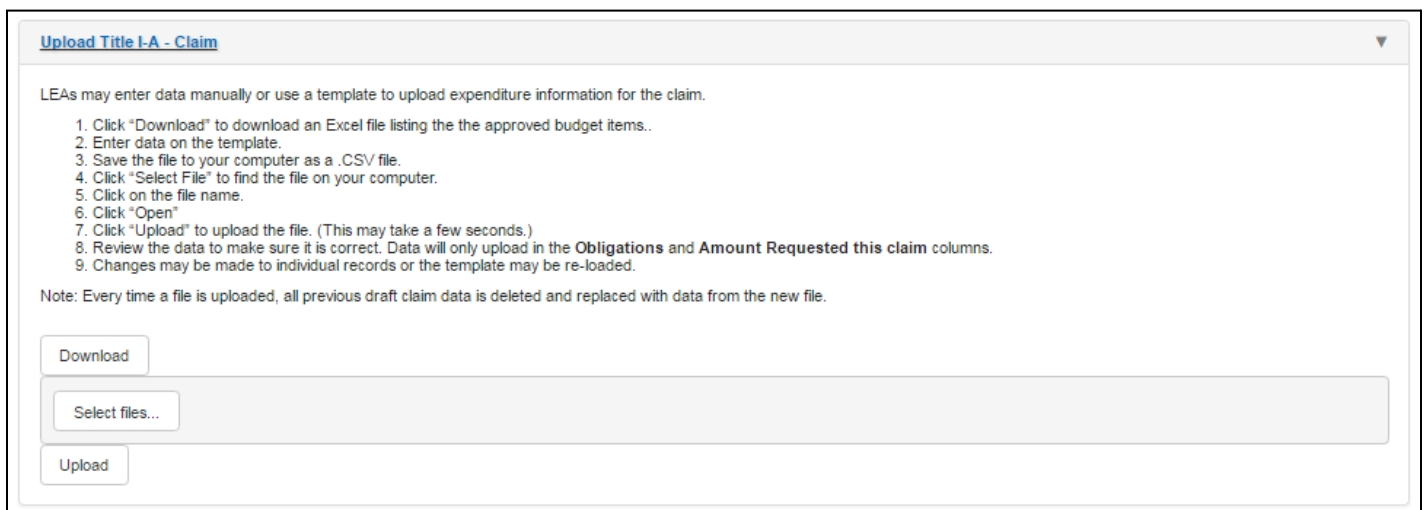 Upload Title I-A - Claim
LEAs may enter data manually or use a template to upload expenditure information for the claim.
1. Click “Download” to download an Excel file listing the the approved budget items..
2. Enter data on the template.
3. Save the file to your computer as a .CSV file.
4. Click “Select File” to find the file on your computer.
5. Click on the file name.
6. Click “Open”
7. Click “Upload” to upload the file. (This may take a few seconds.)
8. Review the data to make sure it is correct. Data will only upload in the Obligations and Amount Requested this claim columns.
9. Changes may be made to individual records or the template may be re-loaded.
Note: Every time a file is uploaded, all previous draft claim data is deleted and replaced with data from the new file.
Download
Select files...
Upload